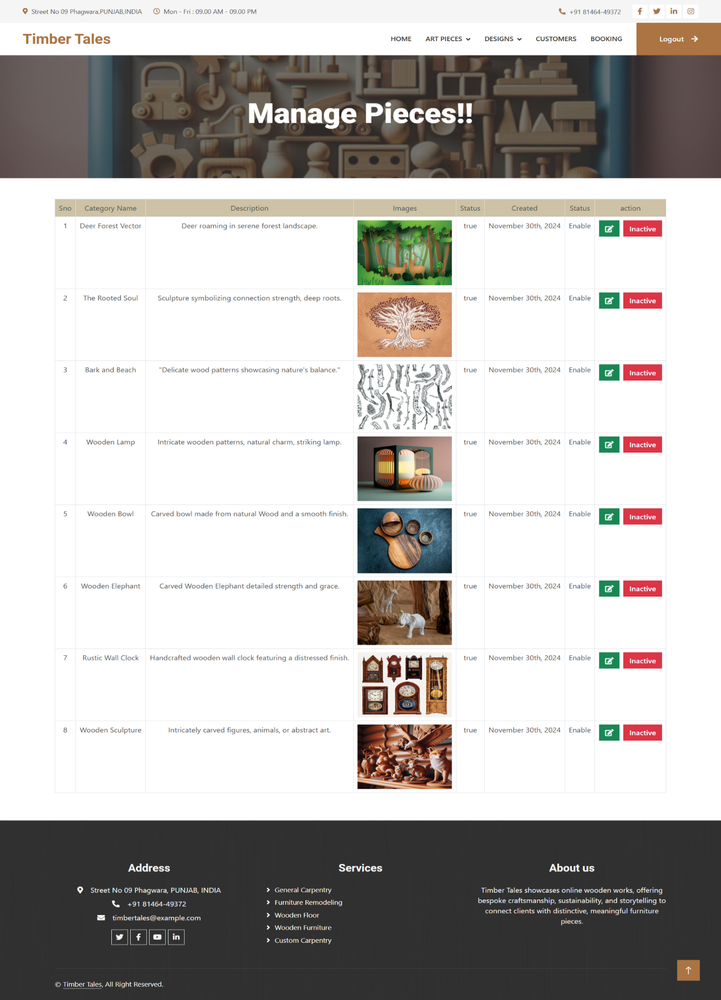 Street No 09 Phagwara,PUNJAB,INDIA Mon - Fri : 09.00 AM - 09.00 PM +91 81464-49372
Timber Tales HOME ART PIECES DESIGNS CUSTOMERS BOOKING Logout
Manage Pieces!!
Sno Category Name Description Images Status Created Status action
1 Deer Forest Vector Deer roaming in serene forest landscape. true November 30th, 2024 Enable Inactive
2 The Rooted Soul Sculpture symbolizing connection strength, deep roots. true November 30th, 2024 Enable Inactive
3 Bark and Beach "Delicate wood patterns showcasing nature's balance." true November 30th, 2024 Enable Inactive
4 Wooden Lamp Intricate wooden patterns, natural charm, striking lamp. true November 30th, 2024 Enable Inactive
5 Wooden Bowl Carved bowl made from natural Wood and a smooth finish. true November 30th, 2024 Enable Inactive
6 Wooden Elephant Carved Wooden Elephant detailed strength and grace. true November 30th, 2024 Enable Inactive
7 Rustic Wall Clock Handcrafted wooden wall clock featuring a distressed finish. true November 30th, 2024 Enable Inactive
8 Wooden Sculpture Intricately carved figures, animals, or abstract art. true November 30th, 2024 Enable Inactive
Address
Street No 09 Phagwara, PUNJAB, INDIA
+91 81464-49372
timbertales@example.com
Services
General Carpentry
Furniture Remodeling
Wooden Floor
Wooden Furniture
Custom Carpentry
About us
Timber Tales showcases online wooden works, offering
bespoke craftsmanship, sustainability, and storytelling to
connect clients with distinctive, meaningful furniture
pieces.
© Timber Tales, All Right Reserved.